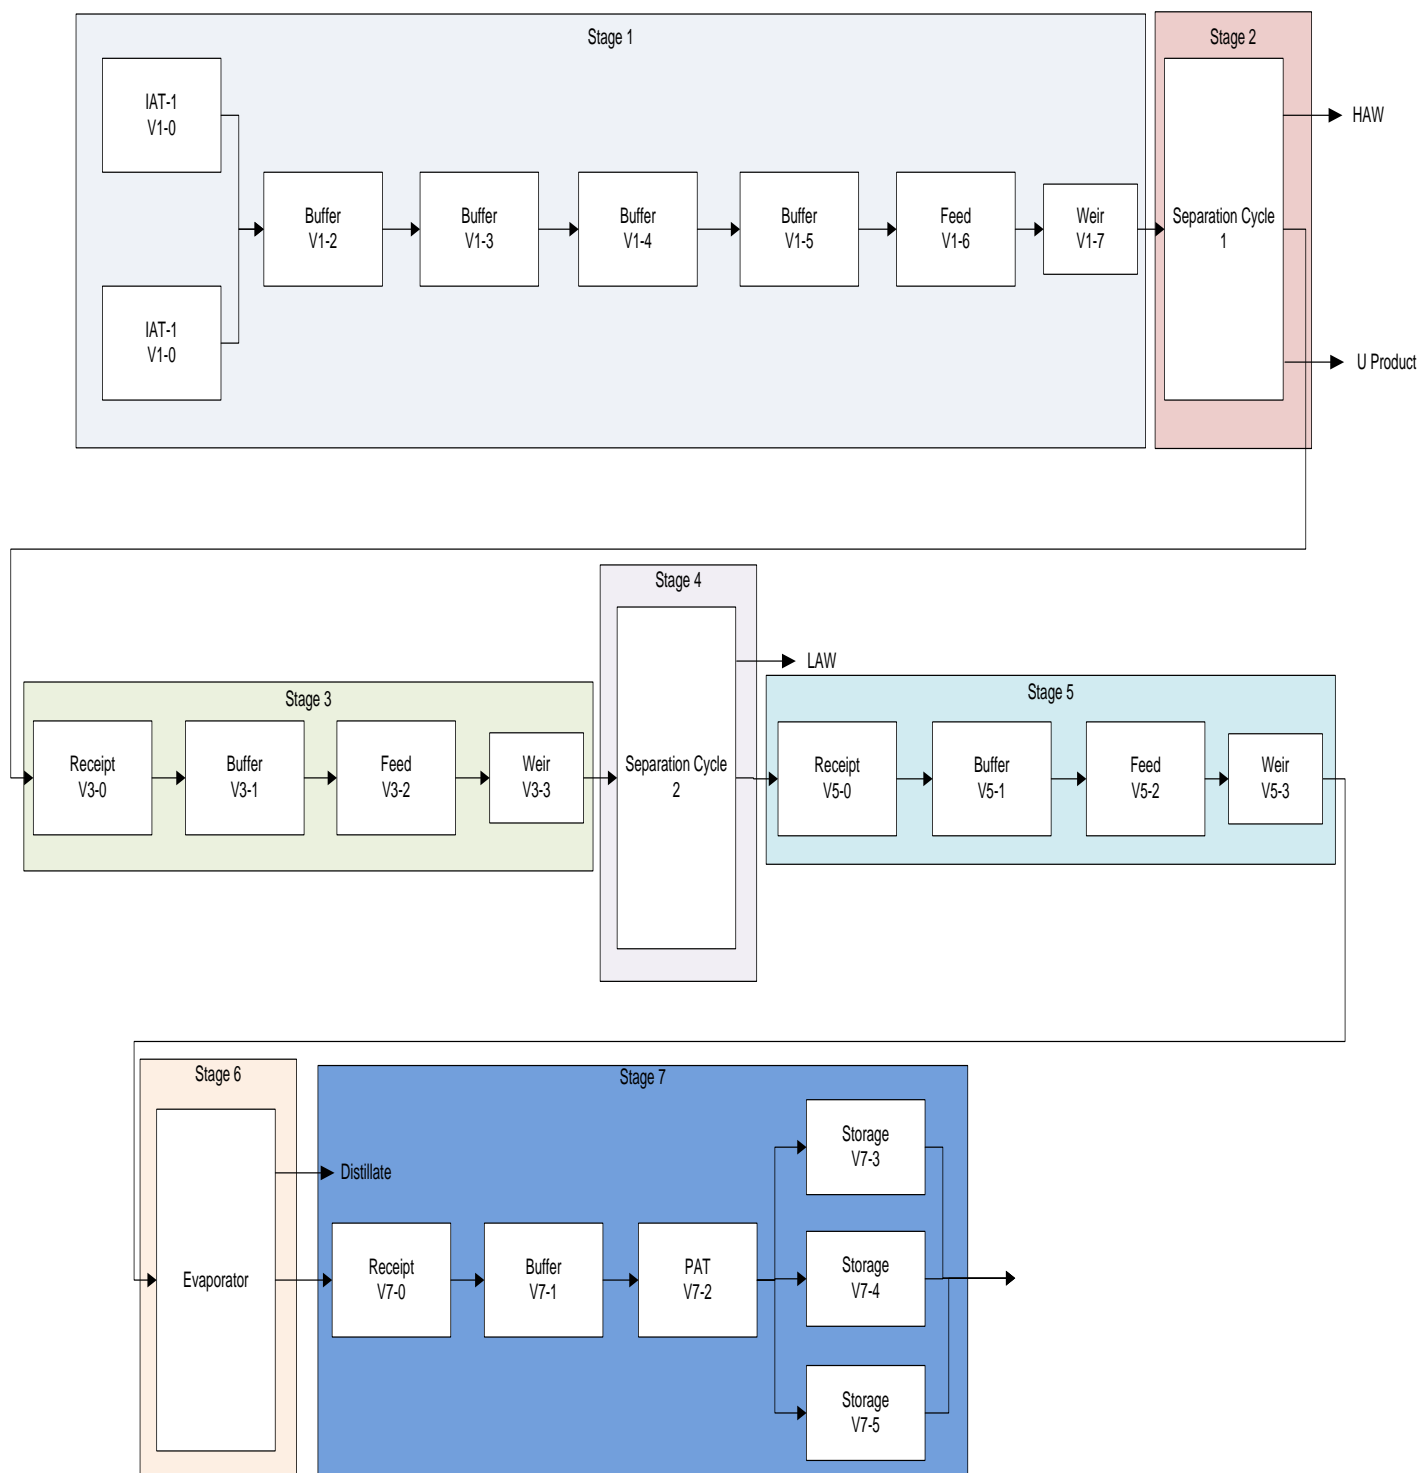 Stage 1
IAT-1
V1-0
IAT-1
V1-0
Buffer
V1-2
Buffer
V1-3
Buffer
V1-4
Buffer
V1-5
Feed
V1-6
Weir
V1-7
Stage 2
Separation Cycle
1
HAW
U Product
Stage 3
Receipt
V3-0
Buffer
V3-1
Feed
V3-2
Weir
V3-3
Stage 4
Separation Cycle
2
LAW
Stage 5
Receipt
V5-0
Buffer
V5-1
Feed
V5-2
Weir
V5-3
Stage 6
Evaporator
Distillate
Stage 7
Receipt
V7-0
Buffer
V7-1
PAT
V7-2
Storage
V7-3
Storage
V7-4
Storage
V7-5